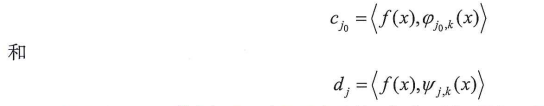 c_{j_0} = ⟨f(x), φ_{j_0,k}(x)⟩
和
d_j = ⟨f(x), ψ_{j,k}(x)⟩